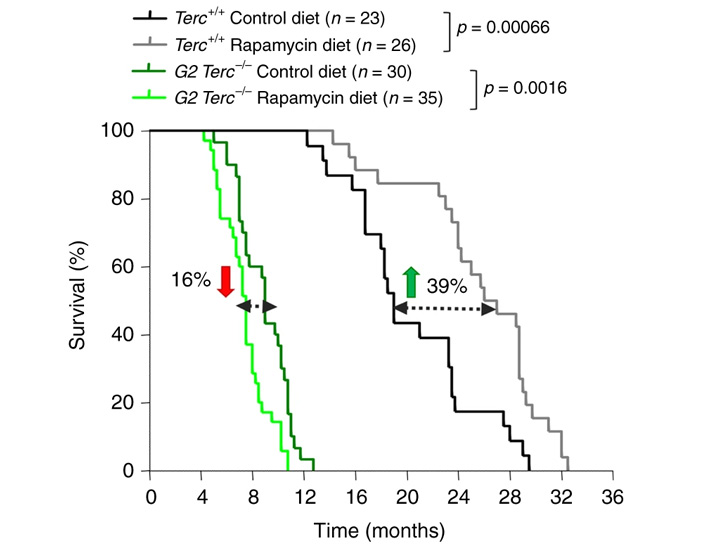 Terc+/+ Control diet (n = 23)
Terc+/+ Rapamycin diet (n = 26)
p = 0.00066
G2 Terc−/− Control diet (n = 30)
G2 Terc−/− Rapamycin diet (n = 35)
p = 0.0016
100
80
60
40
20
0
Survival (%)
16%
39%
0 4 8 12 16 20 24 28 32 36
Time (months)